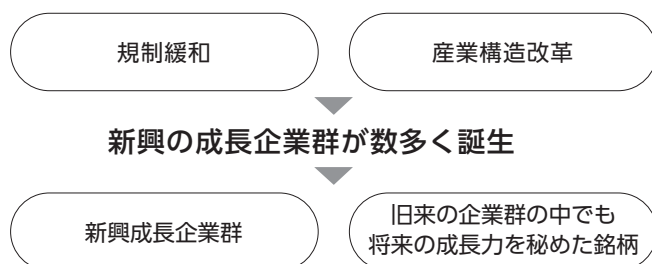 規制緩和
産業構造改革
新興の成長企業群が数多く誕生
新興成長企業群
旧来の企業群の中でも
将来の成長力を秘めた銘柄